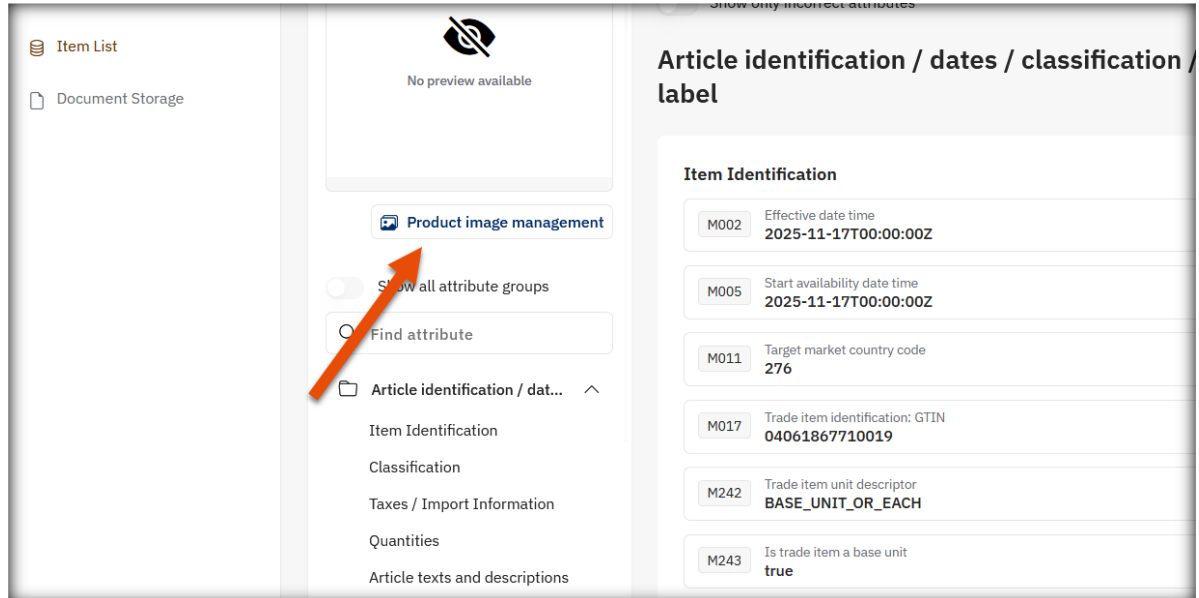 Item List
Document Storage
No preview available
Product image management
Show all attribute groups
Find attribute
Article identification / dat...
Item Identification
Classification
Taxes / Import Information
Quantities
Article texts and descriptions
Show only incorrect attributes
Article identification / dates / classification /
label
Item Identification
M002
Effective date time
2025-11-17T00:00:00Z
M005
Start availability date time
2025-11-17T00:00:00Z
M011
Target market country code
276
M017
Trade item identification: GTIN
04061867710019
M242
Trade item unit descriptor
BASE_UNIT_OR_EACH
M243
Is trade item a base unit
true